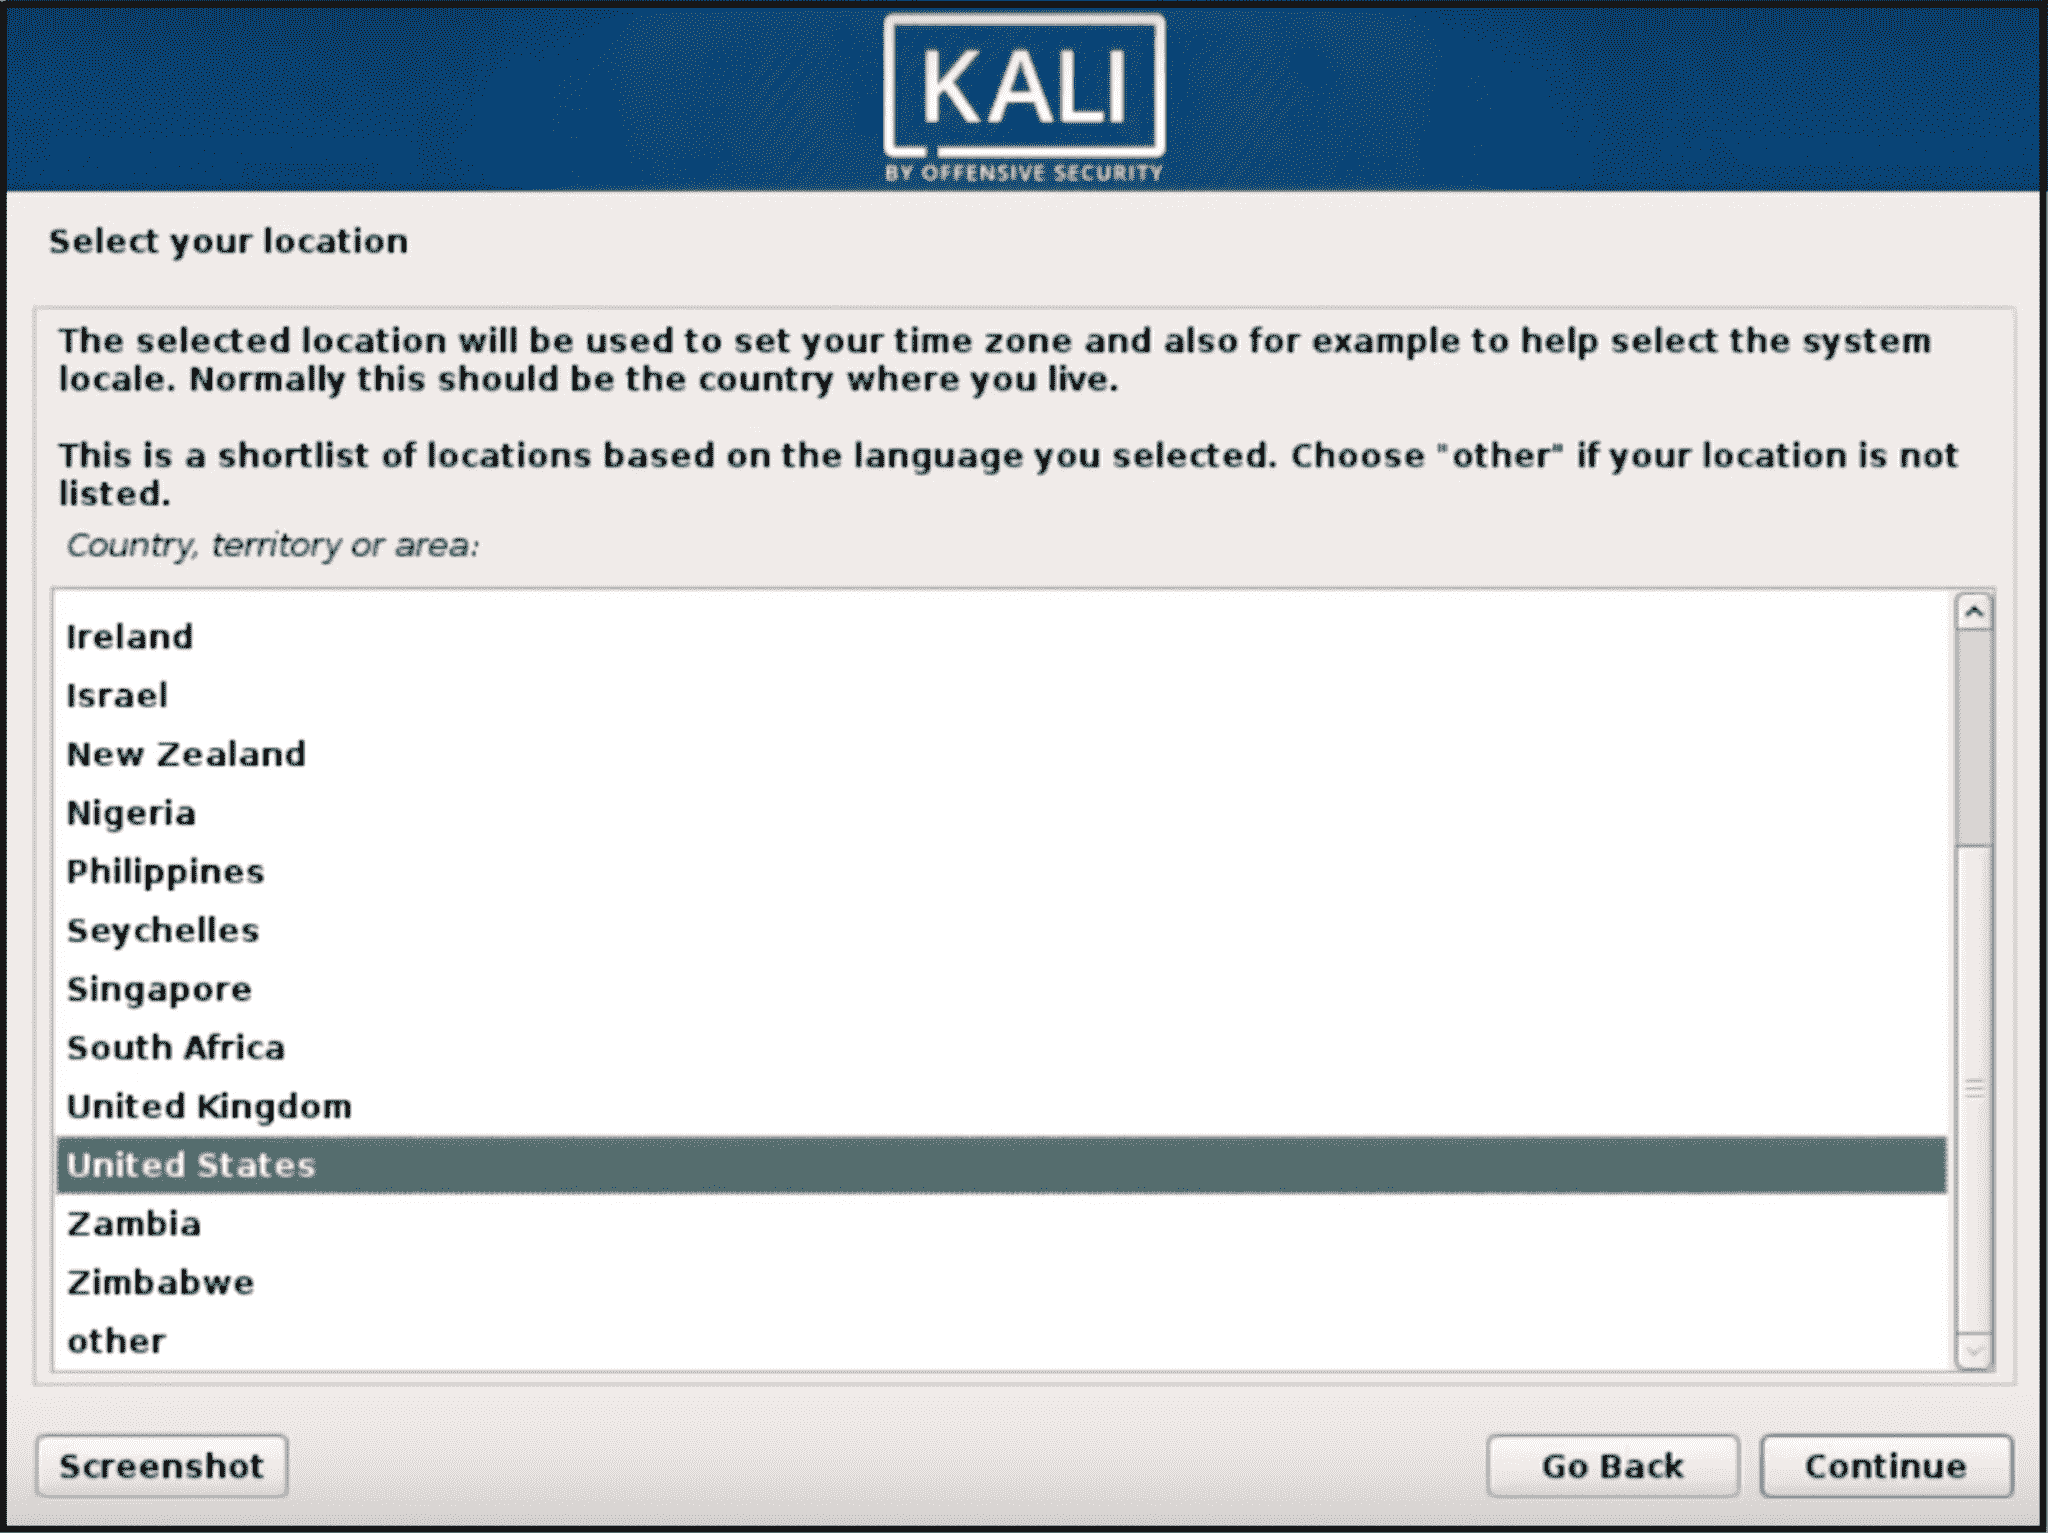 KALI
BY OFFENSIVE SECURITY
Select your location
The selected location will be used to set your time zone and also for example to help select the system
locale. Normally this should be the country where you live.
This is a shortlist of locations based on the language you selected. Choose "other" if your location is not
listed.
Country, territory or area:
Ireland
Israel
New Zealand
Nigeria
Philippines
Seychelles
Singapore
South Africa
United Kingdom
United States
Zambia
Zimbabwe
other
Screenshot
Go Back
Continue